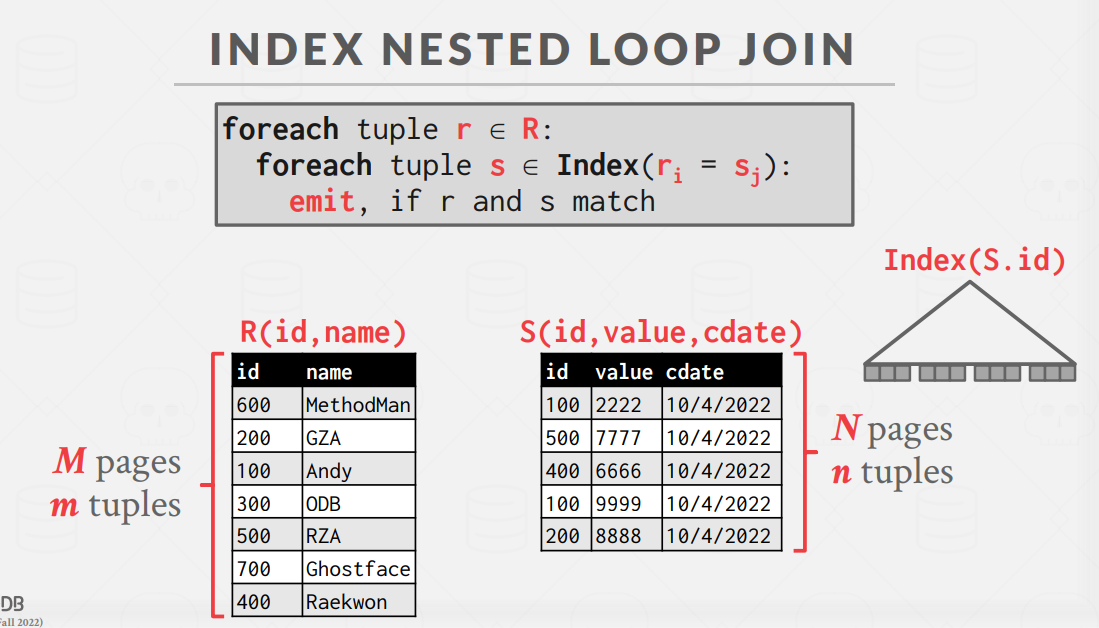 INDEX NESTED LOOP JOIN
foreach tuple r ∈ R:
foreach tuple s ∈ Index(ri = sj):
emit, if r and s match
Index(S.id)
R(id,name)
id name
600 MethodMan
200 GZA
100 Andy
300 ODB
500 RZA
700 Ghostface
400 Raekwon
M pages
m tuples
S(id,value,cdate)
id value cdate
100 2222 10/4/2022
500 7777 10/4/2022
400 6666 10/4/2022
100 9999 10/4/2022
200 8888 10/4/2022
N pages
n tuples
DB
Fall 2022)